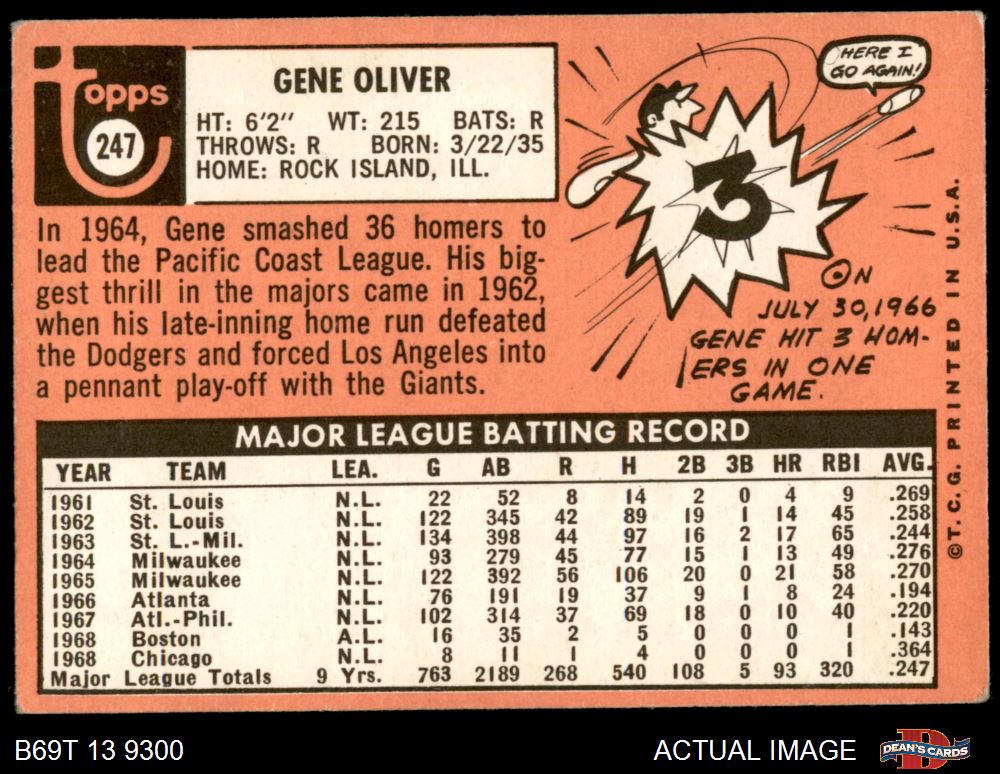 Topps
247
GENE OLIVER
HT: 6'2" WT: 215 BATS: R
THROWS: R BORN: 3/22/35
HOME: ROCK ISLAND, ILL.
HERE I
GO AGAIN!
3
In 1964, Gene smashed 36 homers to
lead the Pacific Coast League. His big-
gest thrill in the majors came in 1962,
when his late-inning home run defeated
the Dodgers and forced Los Angeles into
a pennant play-off with the Giants.
ON
JULY 30, 1966
GENE HIT 3 HOM-
ERS IN ONE
GAME.
©T. C. G. PRINTED IN U.S.A.
MAJOR LEAGUE BATTING RECORD
YEAR TEAM LEA. G AB R H 2B 3B HR RBI AVG.
1961 St. Louis N.L. 22 52 8 14 2 0 4 9 .269
1962 St. Louis N.L. 122 345 42 89 19 1 14 45 .258
1963 St. L.-Mil. N.L. 134 398 44 97 16 2 17 65 .244
1964 Milwaukee N.L. 93 279 45 77 15 1 13 49 .276
1965 Milwaukee N.L. 122 392 56 106 20 0 21 58 .270
1966 Atlanta N.L. 76 191 19 37 9 1 8 24 .194
1967 Atl.-Phil. N.L. 102 314 37 69 18 0 10 40 .220
1968 Boston A.L. 16 35 2 5 0 0 0 1 .143
1968 Chicago N.L. 8 11 1 4 0 0 0 1 .364
Major League Totals 9 Yrs. 763 2189 268 540 108 5 93 320 .247
B69T 13 9300
ACTUAL IMAGE
DEAN'S CARDS